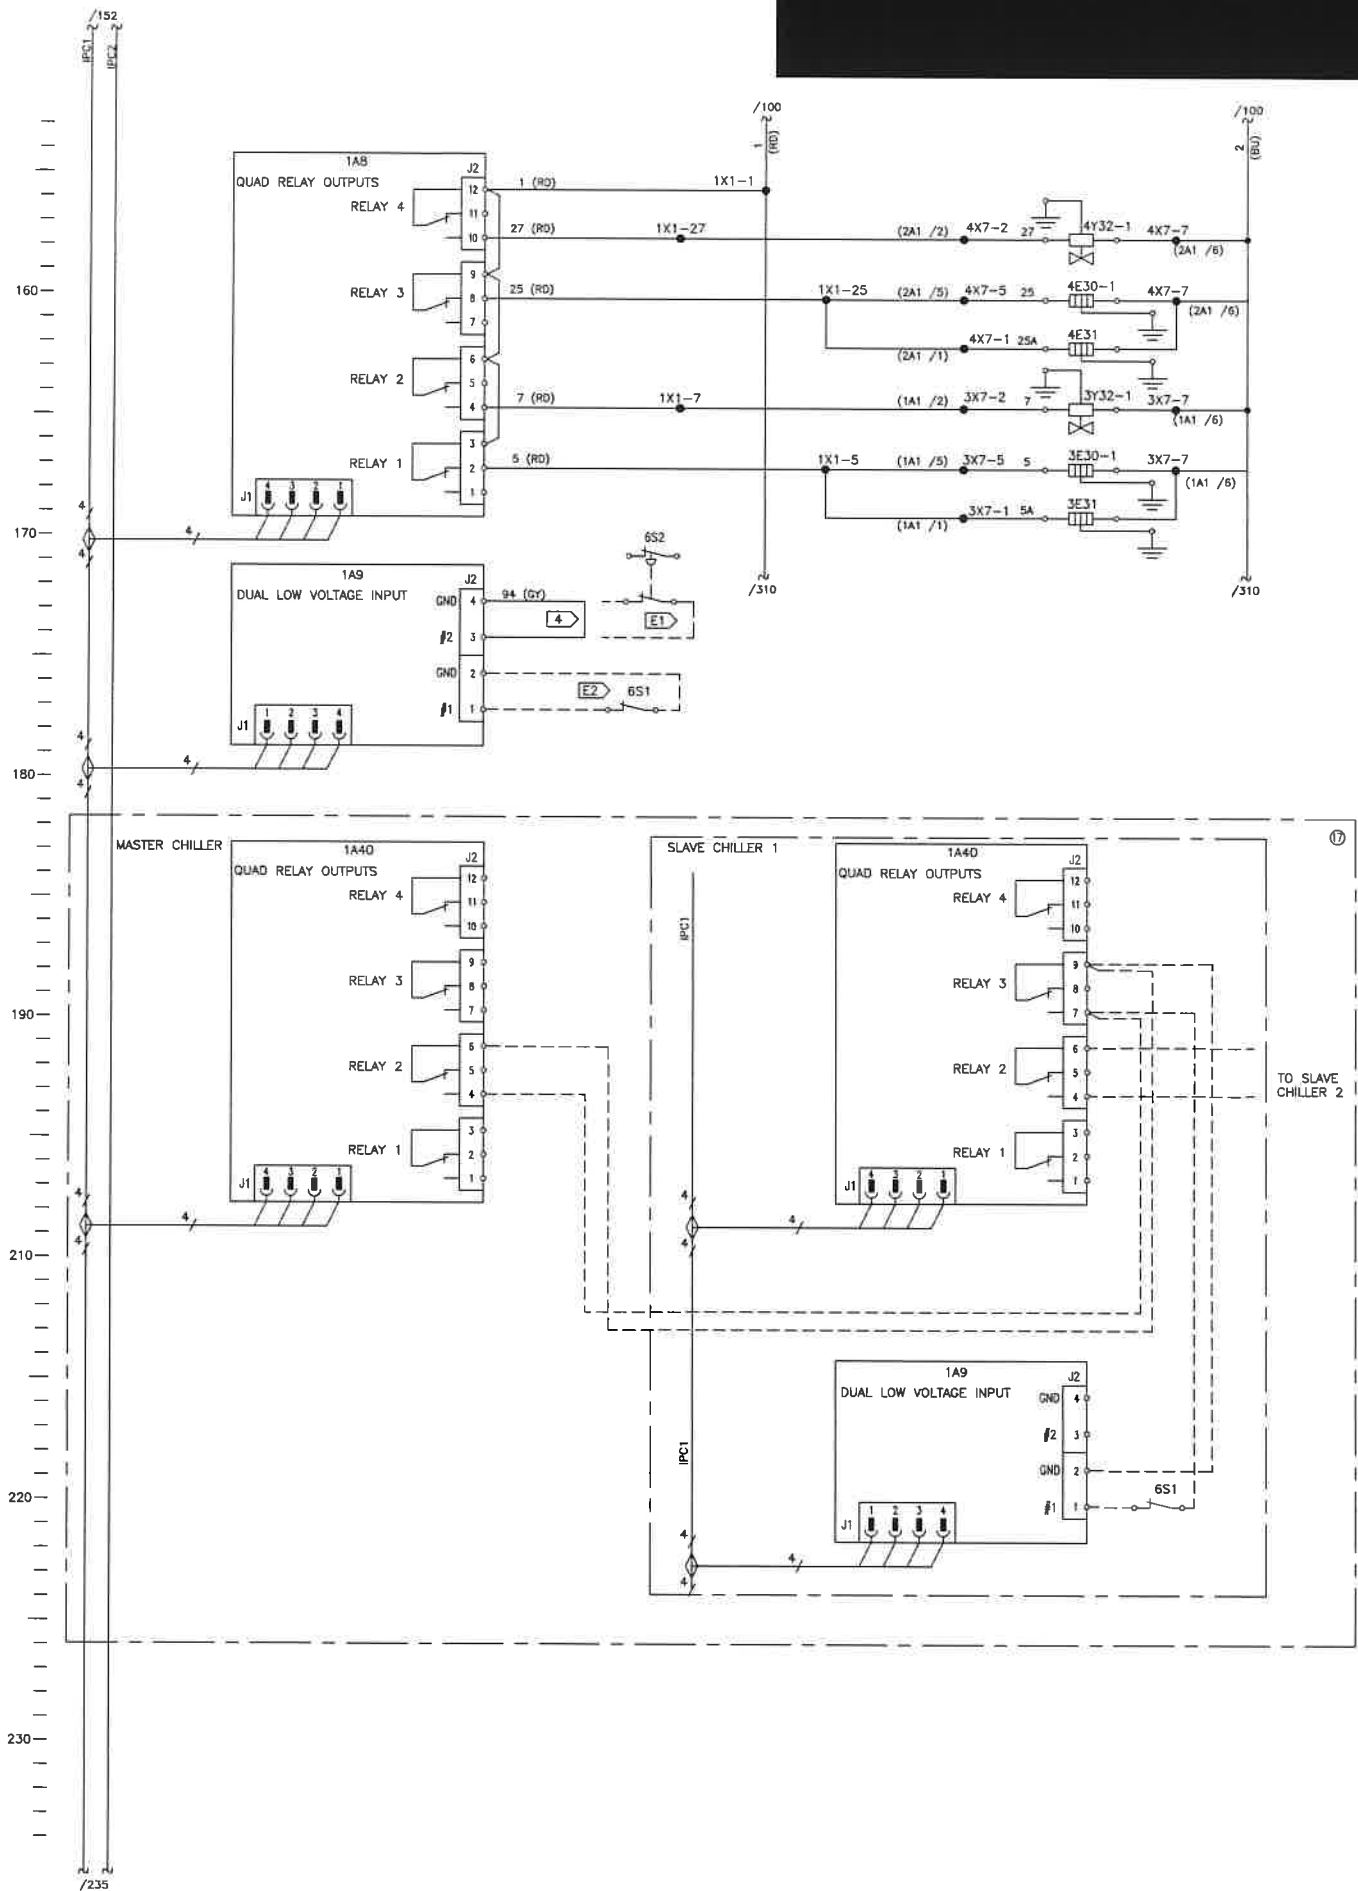 /152
IPC1 IPC2
/100 /100
1 (RD) 2 (BU)
1A8
QUAD RELAY OUTPUTS
J2
RELAY 4
12
11
10
RELAY 3
9
8
7
RELAY 2
6
5
4
RELAY 1
3
2
1
J1 4 3 2 1
1 (RD) 1X1-1
27 (RD) 1X1-27 (2A1 /2) 4X7-2 27 4Y32-1 4X7-7
(2A1 /6)
25 (RD) 1X1-25 (2A1 /5) 4X7-5 25 4E30-1 4X7-7
(2A1 /6)
(2A1 /1) 4X7-1 25A 4E31
7 (RD) 1X1-7 (1A1 /2) 3X7-2 7 3Y32-1 3X7-7
(1A1 /6)
5 (RD) 1X1-5 (1A1 /5) 3X7-5 5 3E30-1 3X7-7
(1A1 /6)
(1A1 /1) 3X7-1 5A 3E31
/310 /310
160
170
4
4
4
1A9
DUAL LOW VOLTAGE INPUT
J2
GND 4
#2 3
GND 2
#1 1
94 (GY)
4
6S2
E1
E2 6S1
J1 1 2 3 4
4
4
4
180
17
MASTER CHILLER
1A40
QUAD RELAY OUTPUTS
J2
RELAY 4
12
11
10
RELAY 3
9
8
7
RELAY 2
6
5
4
RELAY 1
3
2
1
J1 4 3 2 1
4
4
4
190
210
SLAVE CHILLER 1
IPC1
1A40
QUAD RELAY OUTPUTS
J2
RELAY 4
12
11
10
RELAY 3
9
8
7
RELAY 2
6
5
4
RELAY 1
3
2
1
J1 4 3 2 1
4
4
4
TO SLAVE
CHILLER 2
IPC1
1A9
DUAL LOW VOLTAGE INPUT
J2
GND 4
#2 3
GND 2
#1 1
6S1
J1 1 2 3 4
4
4
4
220
230
/235